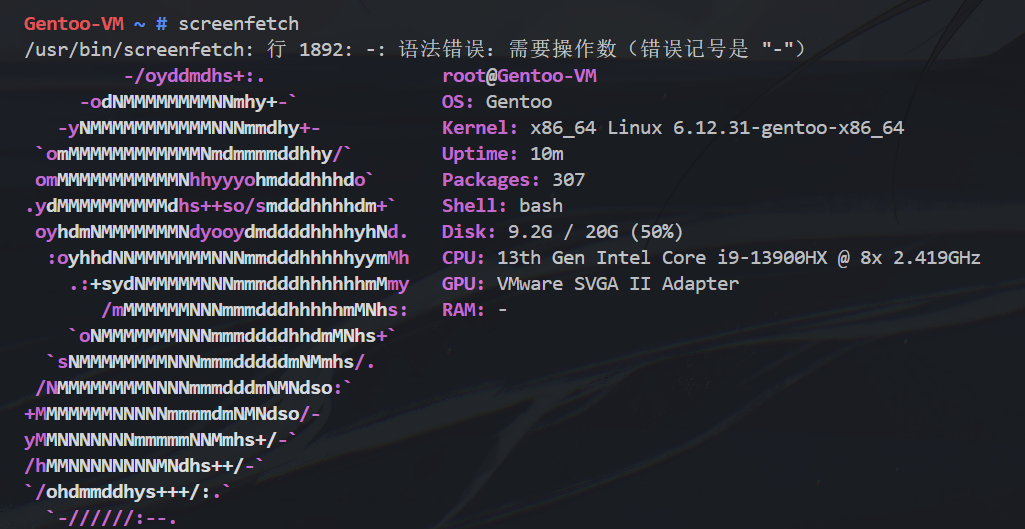 Gentoo-VM ~ # screenfetch
/usr/bin/screenfetch: 行 1892: -: 语法错误: 需要操作数（错误记号是 "-"）
         -/oyddmdhs+:.                root@Gentoo-VM
     -odNMMMMMMMMNNmhy+-`             OS: Gentoo
   -yNMMMMMMMMMMMNNNmmdhy+-           Kernel: x86_64 Linux 6.12.31-gentoo-x86_64
 `omMMMMMMMMMMMMNmdmmmmddhhy/`        Uptime: 10m
 omMMMMMMMMMMMNhhyyyohmdddhhhdo`      Packages: 307
.ydMMMMMMMMMMdhs++so/smdddhhhhdm+`    Shell: bash
 oyhdmNMMMMMMMNdyooydmddddhhhhyhNd.   Disk: 9.2G / 20G (50%)
  :oyhhdNNMMMMMMMNNNmmdddhhhhhyymMh   CPU: 13th Gen Intel Core i9-13900HX @ 8x 2.419GHz
    .:+sydNMMMMMNNNmmmdddhhhhhhmMmy   GPU: VMware SVGA II Adapter
       /mMMMMMMNNNmmmdddhhhhhmMNhs:   RAM: -
    `oNMMMMMMMNNNmmmddddhhdmMNhs+`
  `sNMMMMMMMMNNNmmmdddddmNMmhs/.
 /NMMMMMMMMNNNNmmmdddmNMNdso:`
+MMMMMMMNNNNNmmmmdmNMNdso/-
yMMNNNNNNNmmmmmNNMmhs+/-`
/hMMNNNNNNNNMNdhs++/-`
`/ohdmmddhys+++/:.`
  `-//////:--.